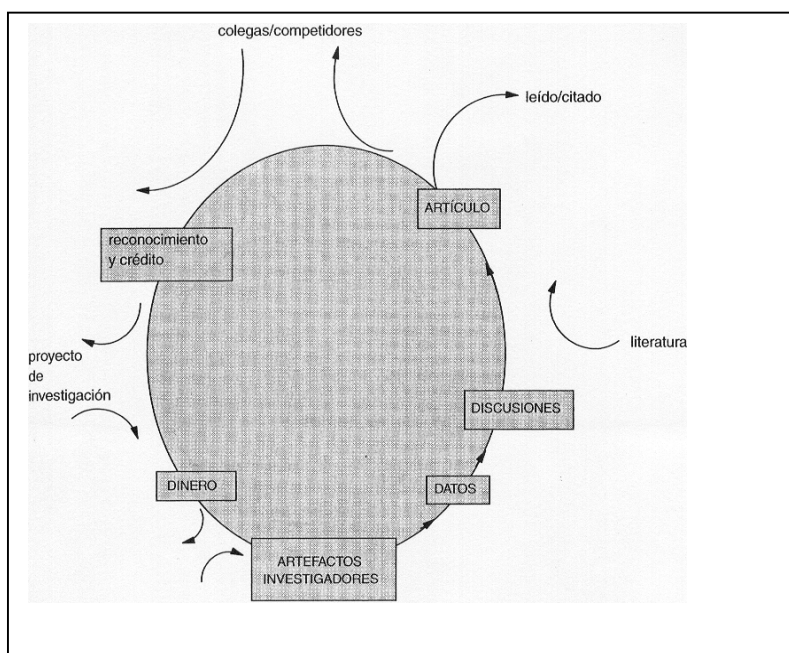 colegas/competidores
leído/citado
ARTÍCULO
reconocimiento
y crédito
literatura
proyecto
de
investigación
DISCUSIONES
DINERO
DATOS
ARTEFACTOS
INVESTIGADORES